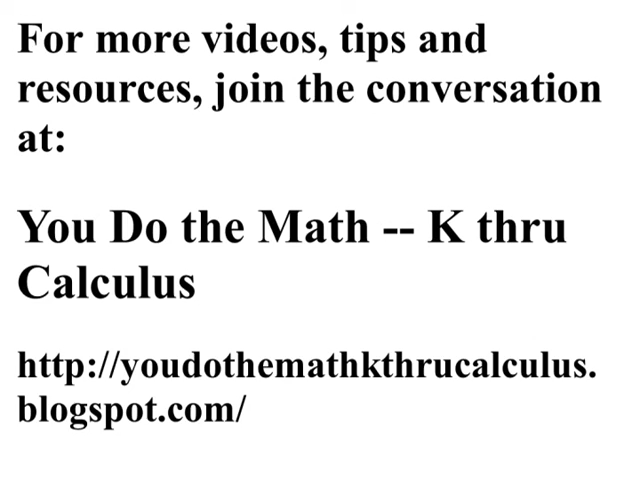 For more videos, tips and
resources, join the conversation
at:
You Do the Math -- K thru
Calculus
http://youdothemathkthrucalculus.
blogspot.com/